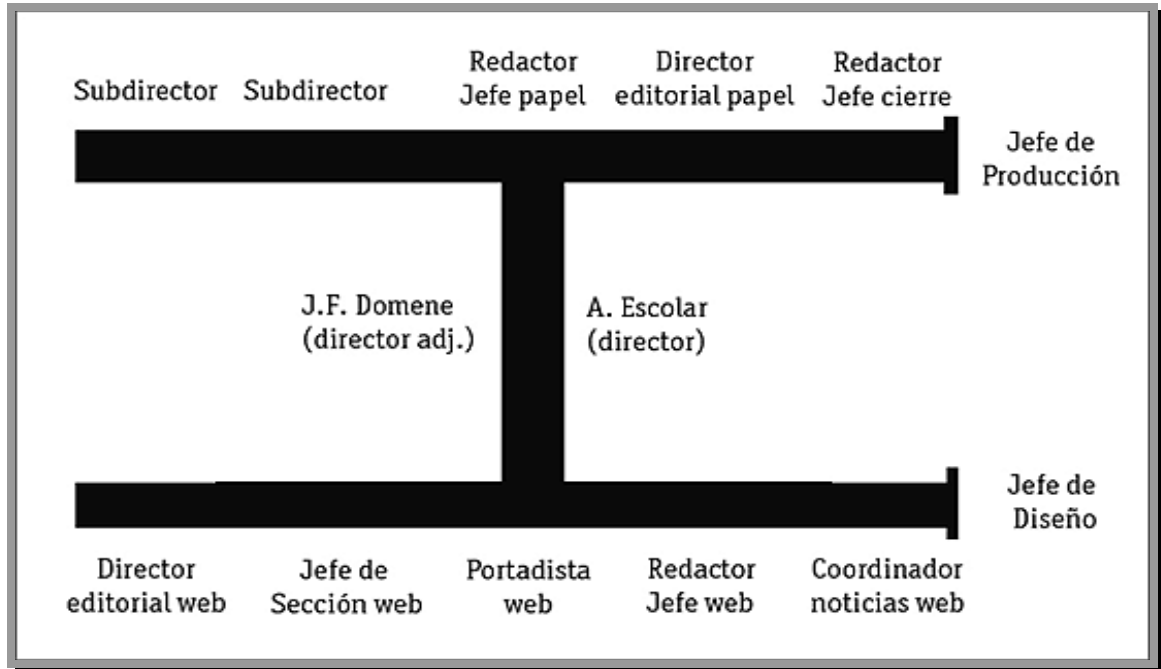 Subdirector
Subdirector
Redactor
Jefe papel
Director
editorial papel
Redactor
Jefe cierre
Jefe de
Producción
J.F. Domene
(director adj.)
A. Escolar
(director)
Jefe de
Diseño
Director
editorial web
Jefe de
Sección web
Portadista
web
Redactor
Jefe web
Coordinador
noticias web